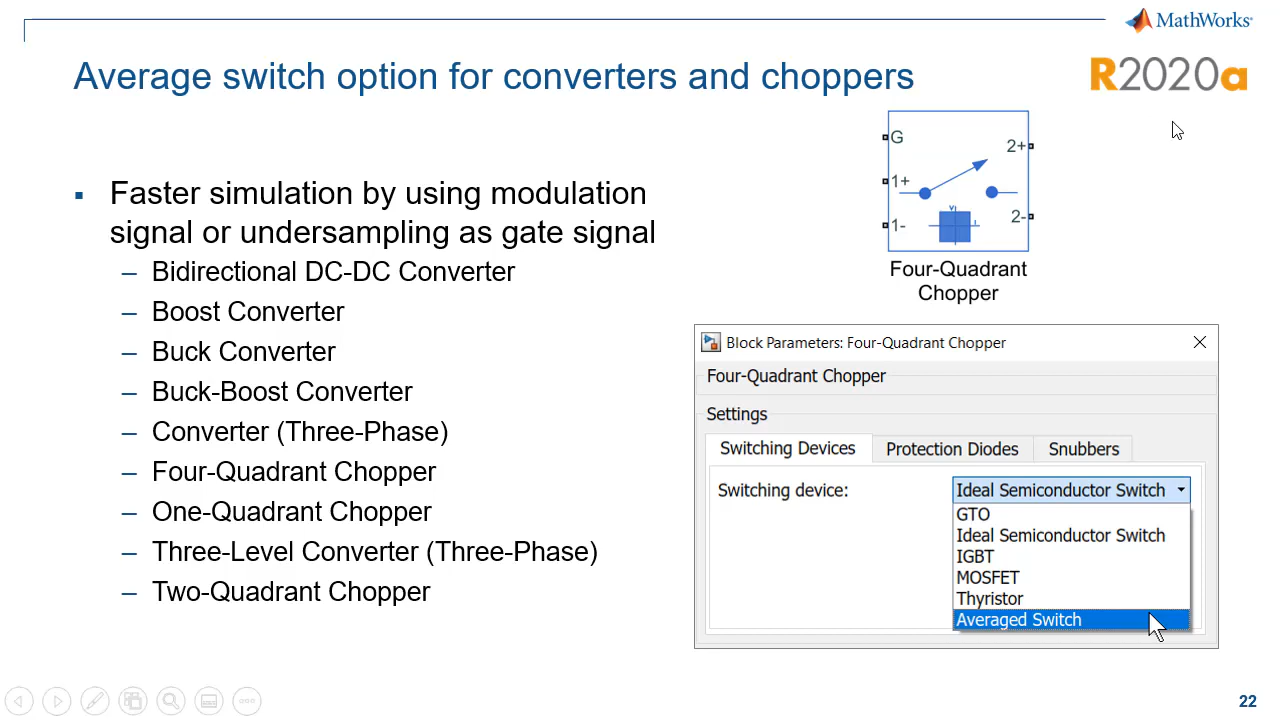 MathWorks®
Average switch option for converters and choppers
R2020a
Faster simulation by using modulation
signal or undersampling as gate signal
– Bidirectional DC-DC Converter
– Boost Converter
– Buck Converter
– Buck-Boost Converter
– Converter (Three-Phase)
– Four-Quadrant Chopper
– One-Quadrant Chopper
– Three-Level Converter (Three-Phase)
– Two-Quadrant Chopper
G
2+
1+
V
I
1-
2-
Four-Quadrant
Chopper
Block Parameters: Four-Quadrant Chopper
Four-Quadrant Chopper
Settings
Switching Devices Protection Diodes Snubbers
Switching device: Ideal Semiconductor Switch
GTO
Ideal Semiconductor Switch
IGBT
MOSFET
Thyristor
Averaged Switch
22